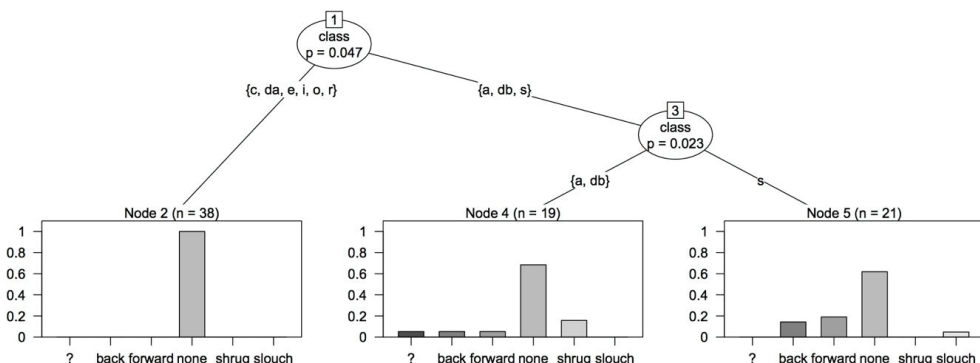 1
class
p = 0.047
{c, da, e, i, o, r}
{a, db, s}
3
class
p = 0.023
{a, db}
s
Node 2 (n = 38)
1
0.8
0.6
0.4
0.2
0
? back forward none shrug slouch
Node 4 (n = 19)
1
0.8
0.6
0.4
0.2
0
? back forward none shrug slouch
Node 5 (n = 21)
1
0.8
0.6
0.4
0.2
0
? back forward none shrug slouch